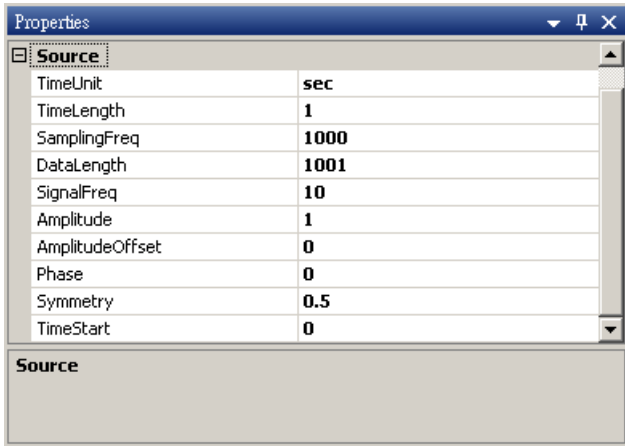 Properties
Source
TimeUnit sec
TimeLength 1
SamplingFreq 1000
DataLength 1001
SignalFreq 10
Amplitude 1
AmplitudeOffset 0
Phase 0
Symmetry 0.5
TimeStart 0
Source